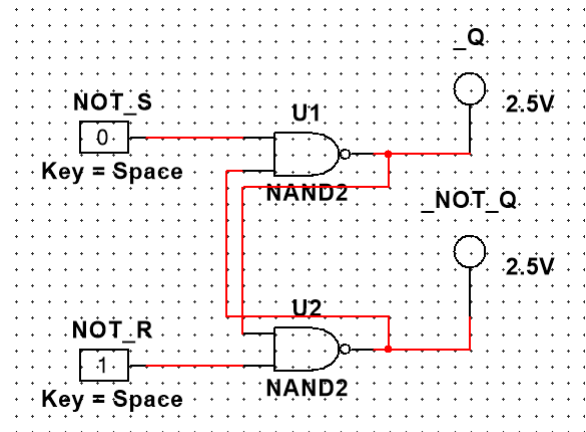 _Q
2.5V
NOT_S
0
Key = Space
U1
NAND2
_NOT_Q
2.5V
U2
NOT_R
1
Key = Space
NAND2